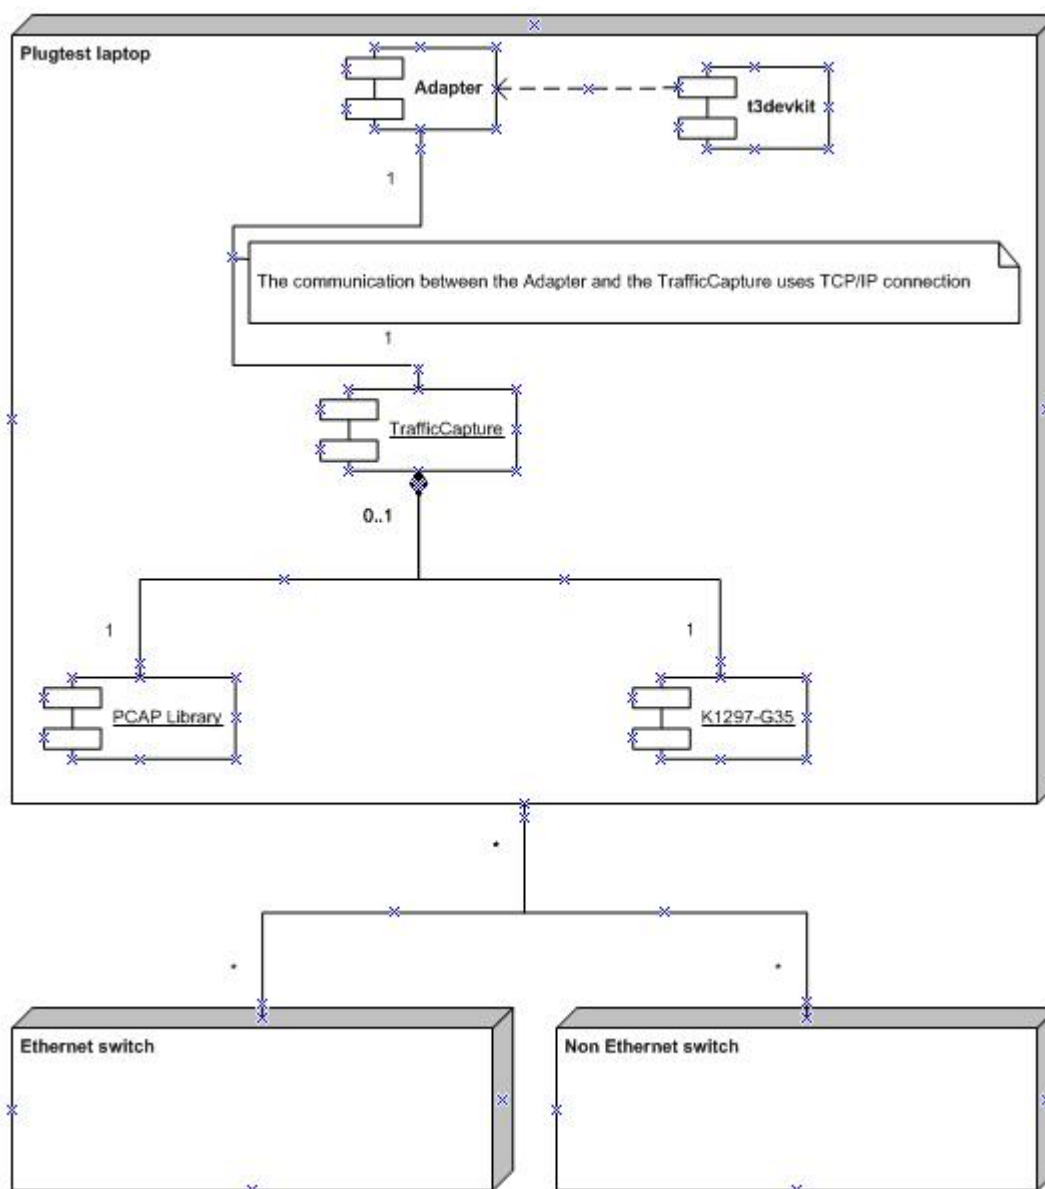 Plugtest laptop
Adapter
t3devkit
1
The communication between the Adapter and the TrafficCapture uses TCP/IP connection
1
TrafficCapture
0..1
1
1
PCAP Library
K1297-G35
*
*
*
Ethernet switch
Non Ethernet switch